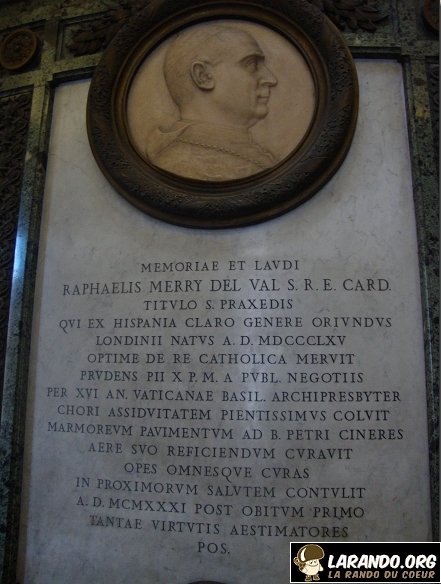 MEMORIAE ET LAVDI
RAPHAELIS MERRY DEL VAL S. R. E. CARD.
TITVLO S. PRAXEDIS
QVI EX HISPANIA CLARO GENERE ORIVNDVS
LONDINII NATVS A. D. MDCCCLXV
OPTIME DE RE CATHOLICA MERVIT
PRVDENS PII X P. M. A PVBL. NEGOTIIS
PER XVI AN. VATICANAE BASIL. ARCHIPRESBYTER
CHORI ASSIDVITATEM PIENTISSIMVS COLVIT
MARMOREVM PAVIMENTVM AD B. PETRI CINERES
AERE SVO REFICIENDVM CVRAVIT
OPES OMNESQVE CVRAS
IN PROXIMORVM SALVTEM CONTVLIT
A. D. MCMXXXI POST OBITVM PRIMO
TANTAE VIRTVTIS AESTIMATORES
POS.
LARANDO.ORG
LA RANDO DU COEUR